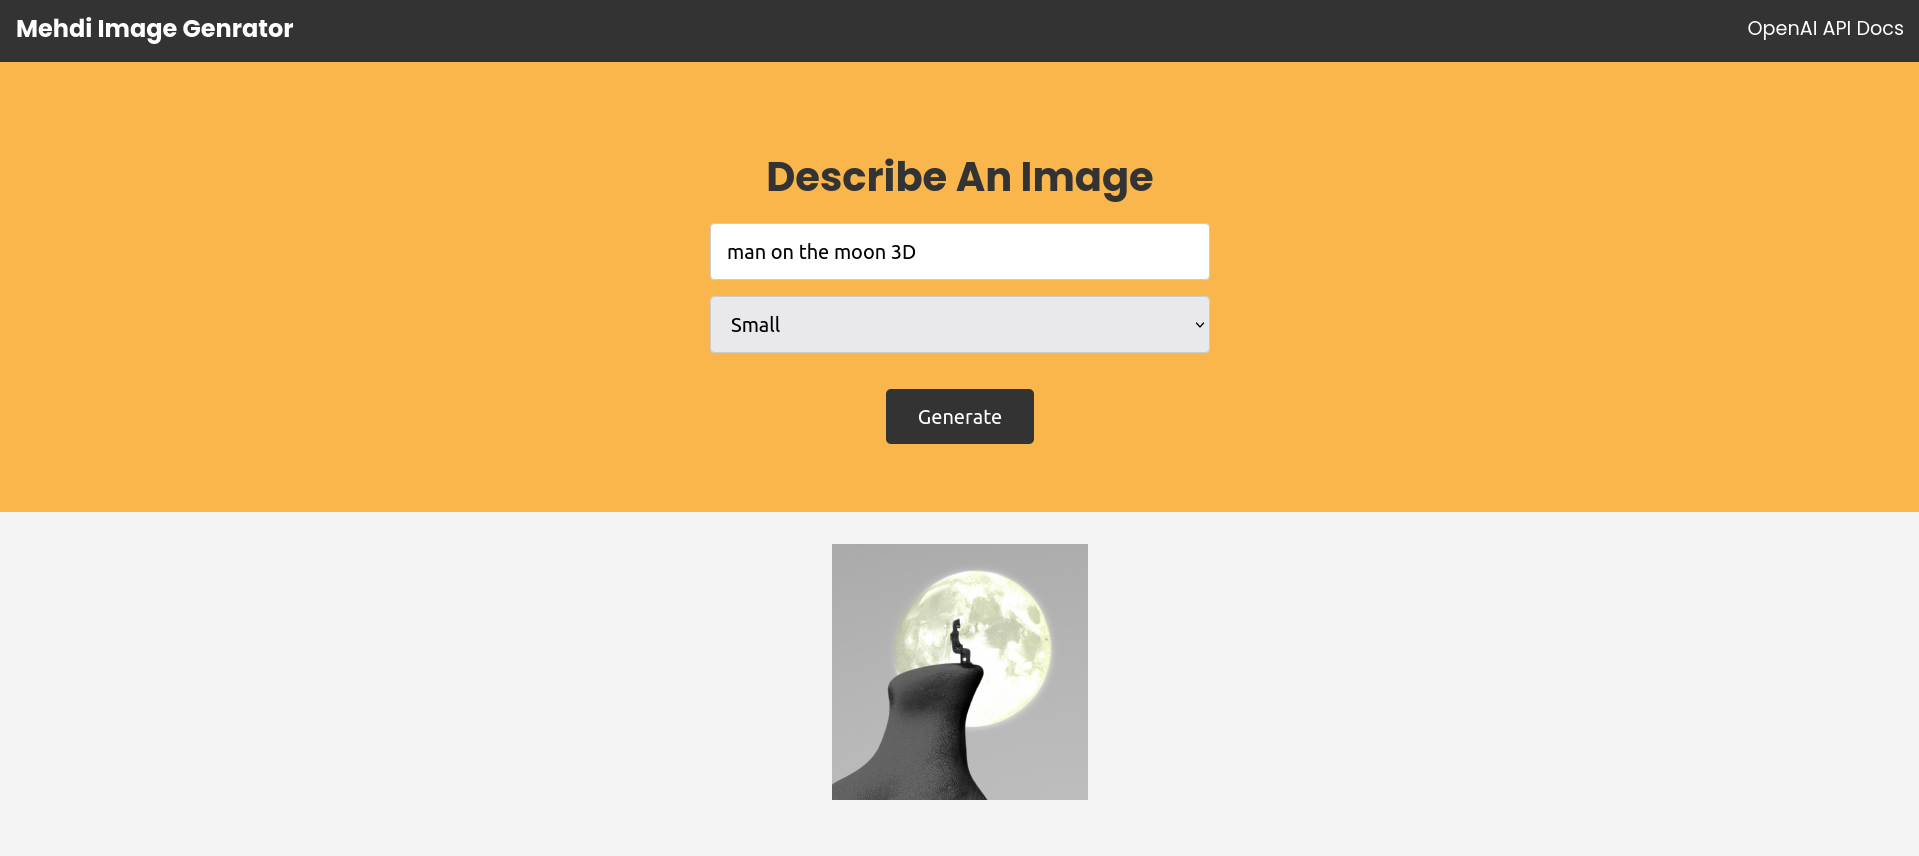 Mehdi Image Genrator
OpenAI API Docs
Describe An Image
man on the moon 3D
Small
Generate